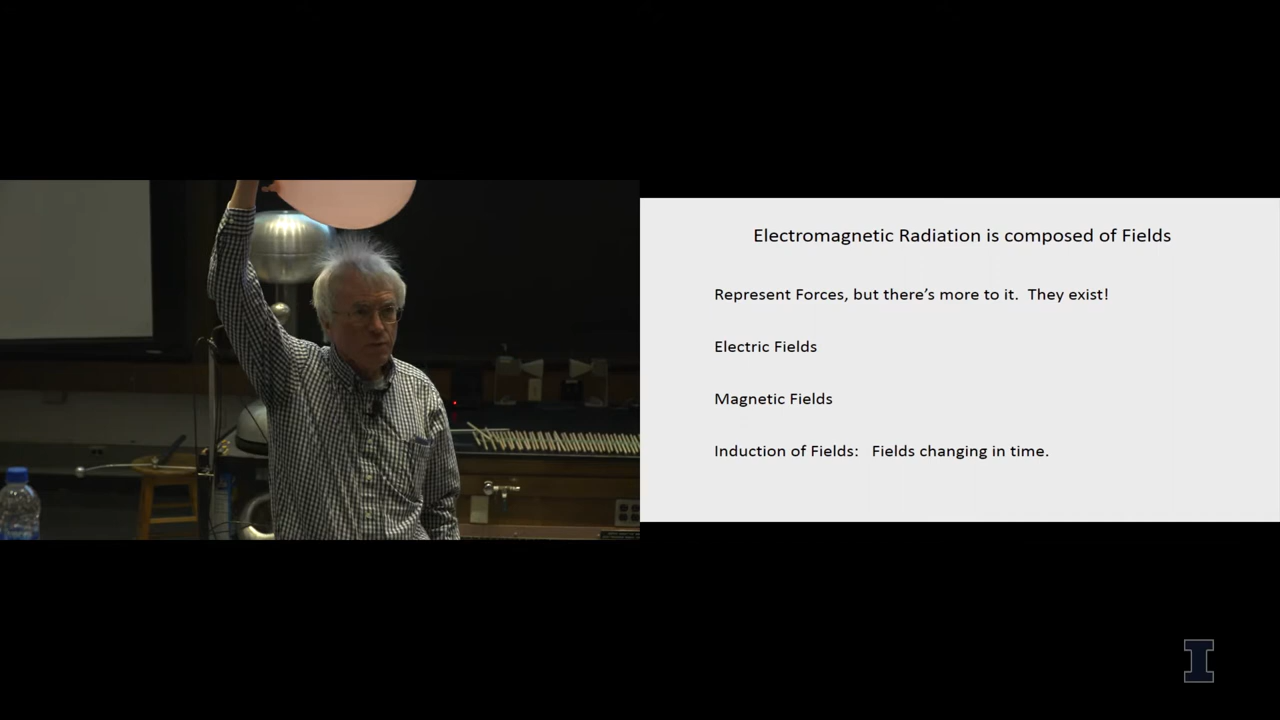 Electromagnetic Radiation is composed of Fields
Represent Forces, but there's more to it.  They exist!
Electric Fields
Magnetic Fields
Induction of Fields:   Fields changing in time.
I